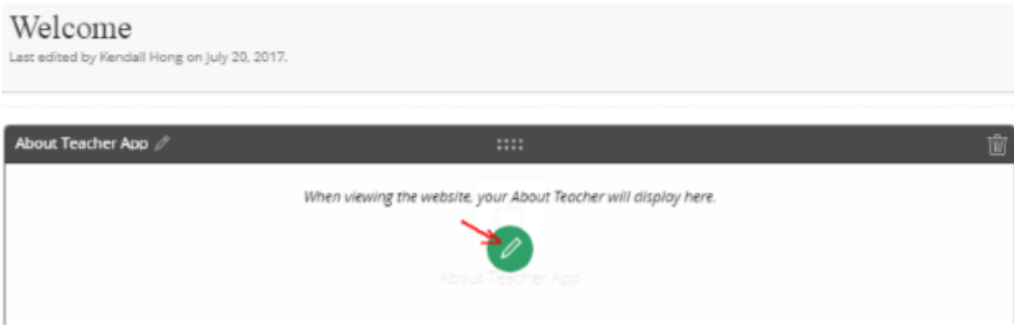 Welcome
Last edited by Kendall Hong on July 20, 2017.
About Teacher App
When viewing the website, your About Teacher will display here.
About Teacher App